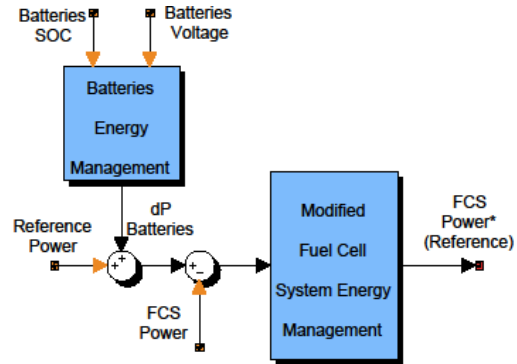 Batteries
SOC
Batteries
Voltage
Batteries
Energy
Management
dP
Batteries
Reference
Power
+
+
+
-
FCS
Power
Modified
Fuel Cell
System Energy
Management
FCS
Power*
(Reference)